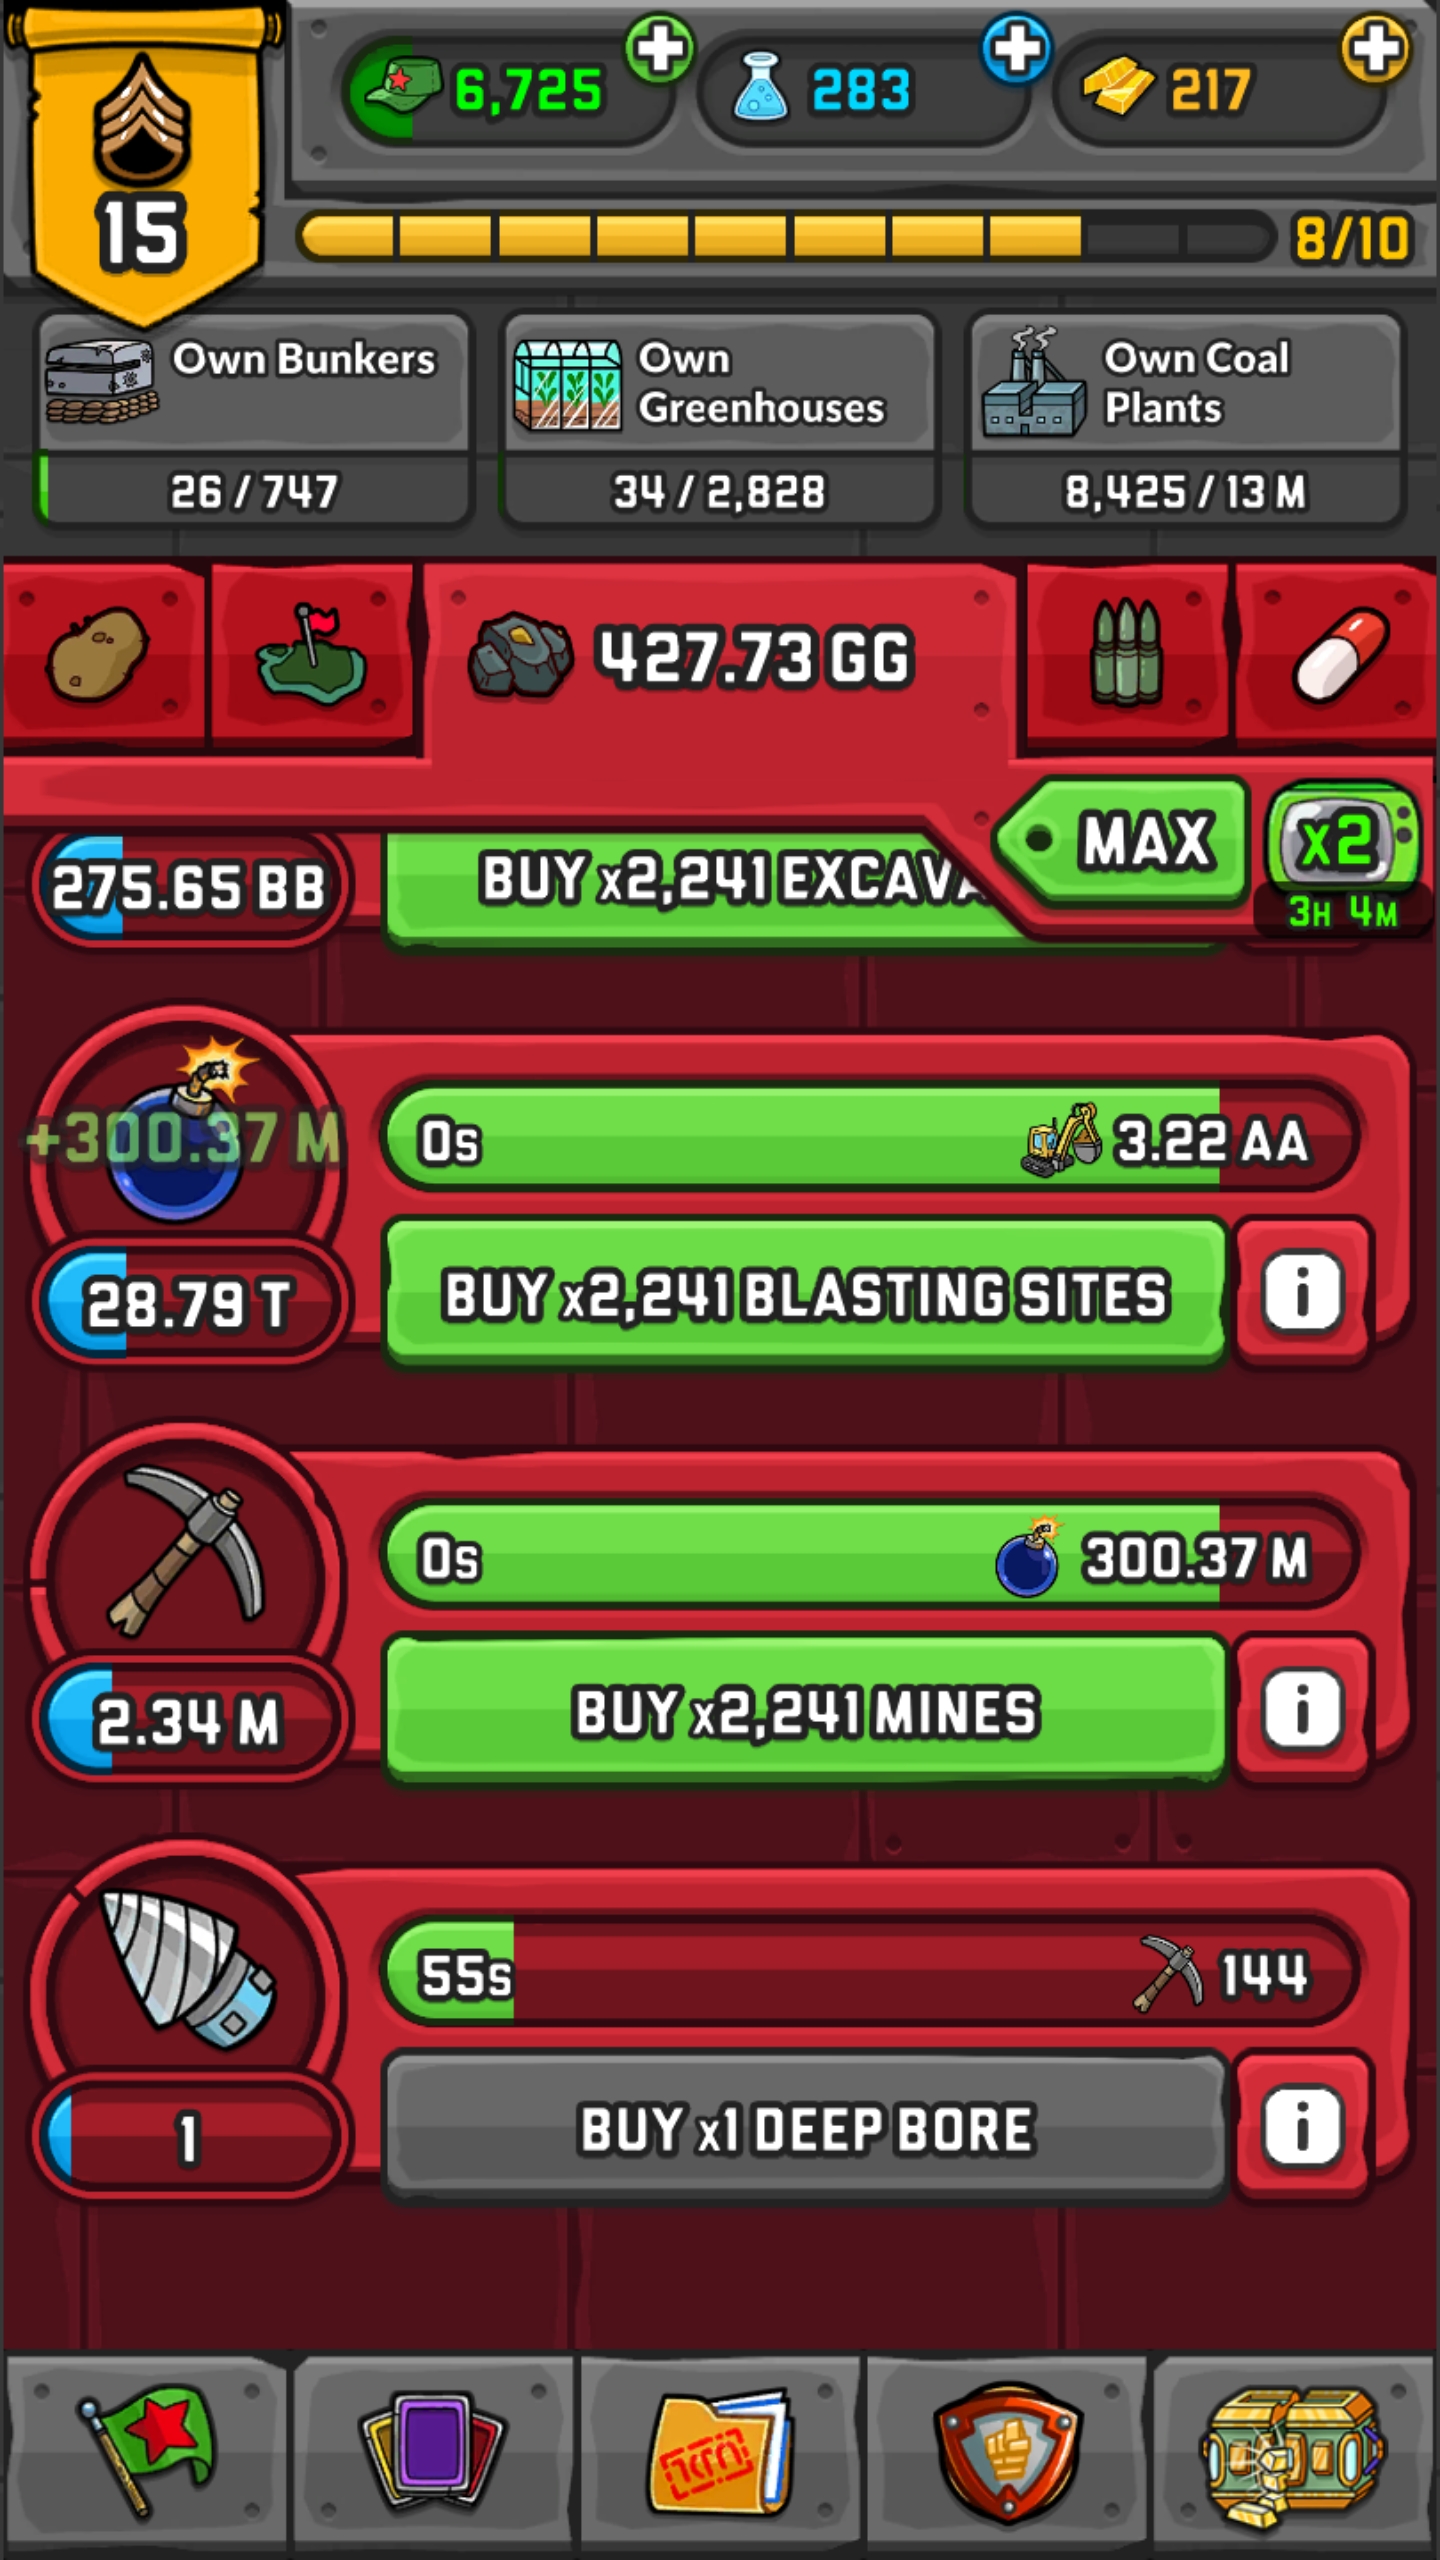 6,725
283
217
15
8/10
Own Bunkers
26 / 747
Own
Greenhouses
34 / 2,828
Own Coal
Plants
8,425 / 13 M
427.73 GG
MAX
x2
3H 4M
275.65 BB
BUY x2,241 EXCAVA
+300.37 M
0s
3.22 AA
28.79 T
BUY x2,241 BLASTING SITES
i
0s
300.37 M
2.34 M
BUY x2,241 MINES
i
55s
144
1
BUY x1 DEEP BORE
i